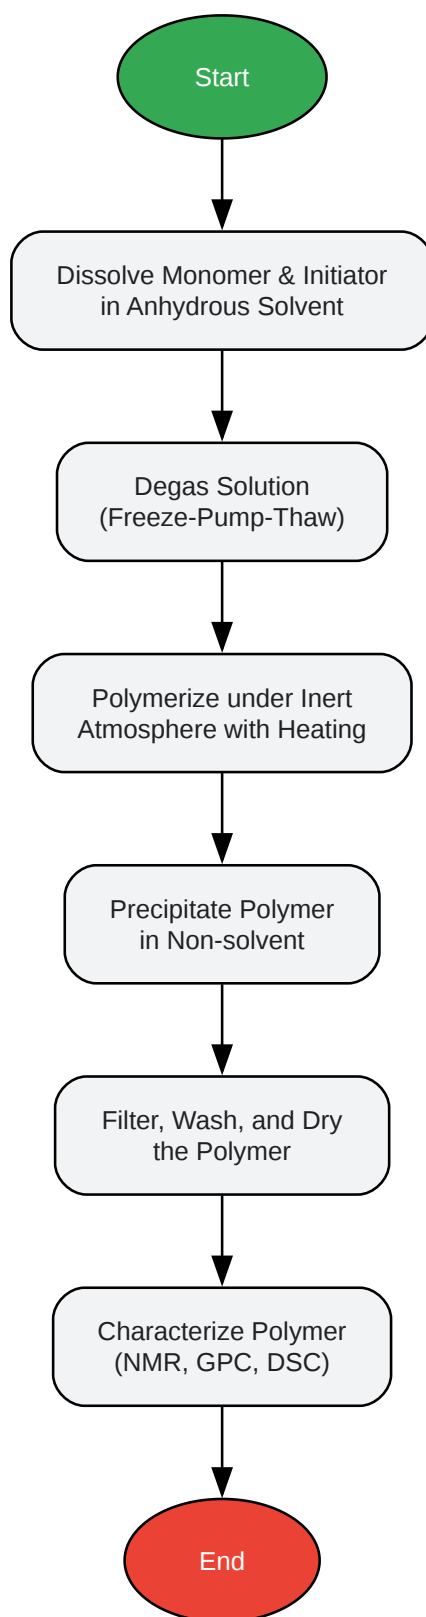 Start
Dissolve Monomer & Initiator
in Anhydrous Solvent
Degas Solution
(Freeze-Pump-Thaw)
Polymerize under Inert
Atmosphere with Heating
Precipitate Polymer
in Non-solvent
Filter, Wash, and Dry
the Polymer
Characterize Polymer
(NMR, GPC, DSC)
End